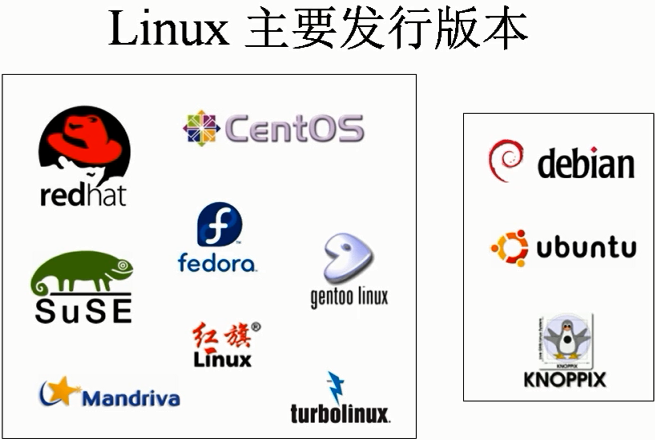 Linux 主要发行版本
redhat
CentOS
fedora
SuSE
gentoo linux
红旗®
Linux
Mandriva
turbolinux
debian
ubuntu
KNOPPIX
KNOPPIX